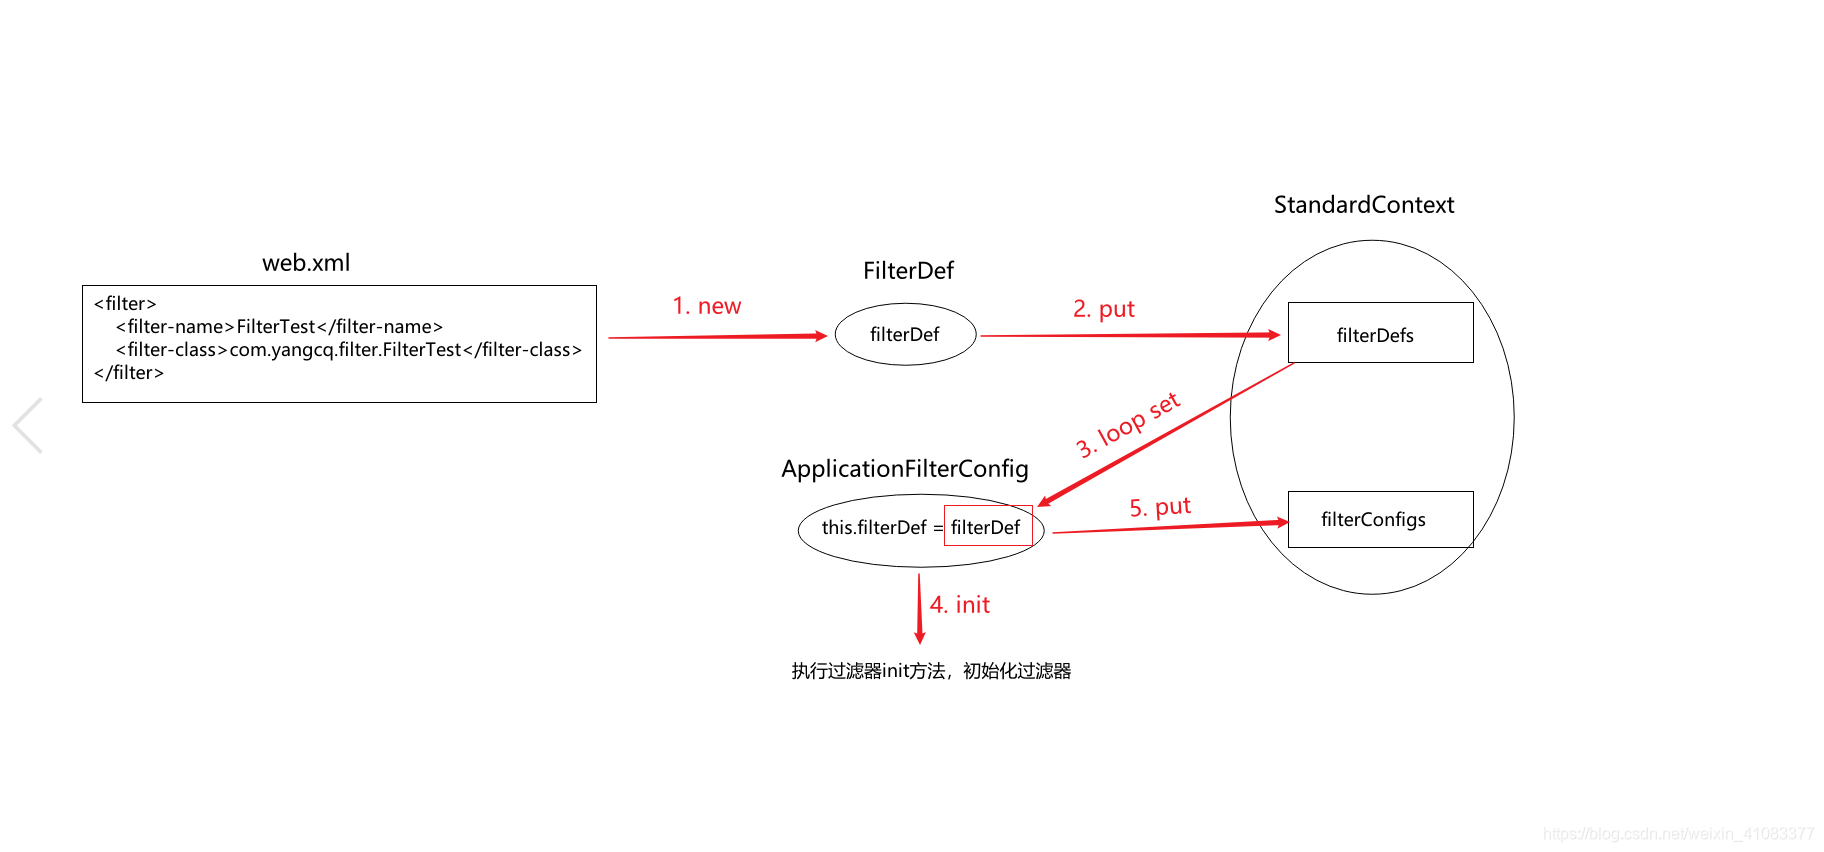 StandardContext
web.xml
FilterDef
<filter>
<filter-name>FilterTest</filter-name>
<filter-class>com.yangcq.filter.FilterTest</filter-class>
</filter>
1. new
filterDef
2. put
filterDefs
3. loop set
ApplicationFilterConfig
this.filterDef = filterDef
5. put
filterConfigs
4. init
执行过滤器init方法，初始化过滤器
https://blog.csdn.net/weixin_41083377